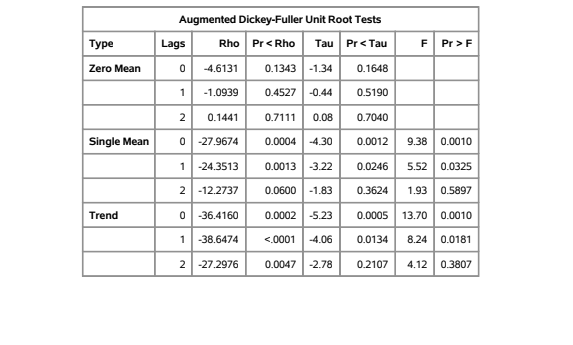 Augmented Dickey-Fuller Unit Root Tests
Type Lags Rho Pr < Rho Tau Pr < Tau F Pr > F
Zero Mean 0 -4.6131 0.1343 -1.34 0.1648
1 -1.0939 0.4527 -0.44 0.5190
2 0.1441 0.7111 0.08 0.7040
Single Mean 0 -27.9674 0.0004 -4.30 0.0012 9.38 0.0010
1 -24.3513 0.0013 -3.22 0.0246 5.52 0.0325
2 -12.2737 0.0600 -1.83 0.3624 1.93 0.5897
Trend 0 -36.4160 0.0002 -5.23 0.0005 13.70 0.0010
1 -38.6474 <.0001 -4.06 0.0134 8.24 0.0181
2 -27.2976 0.0047 -2.78 0.2107 4.12 0.3807